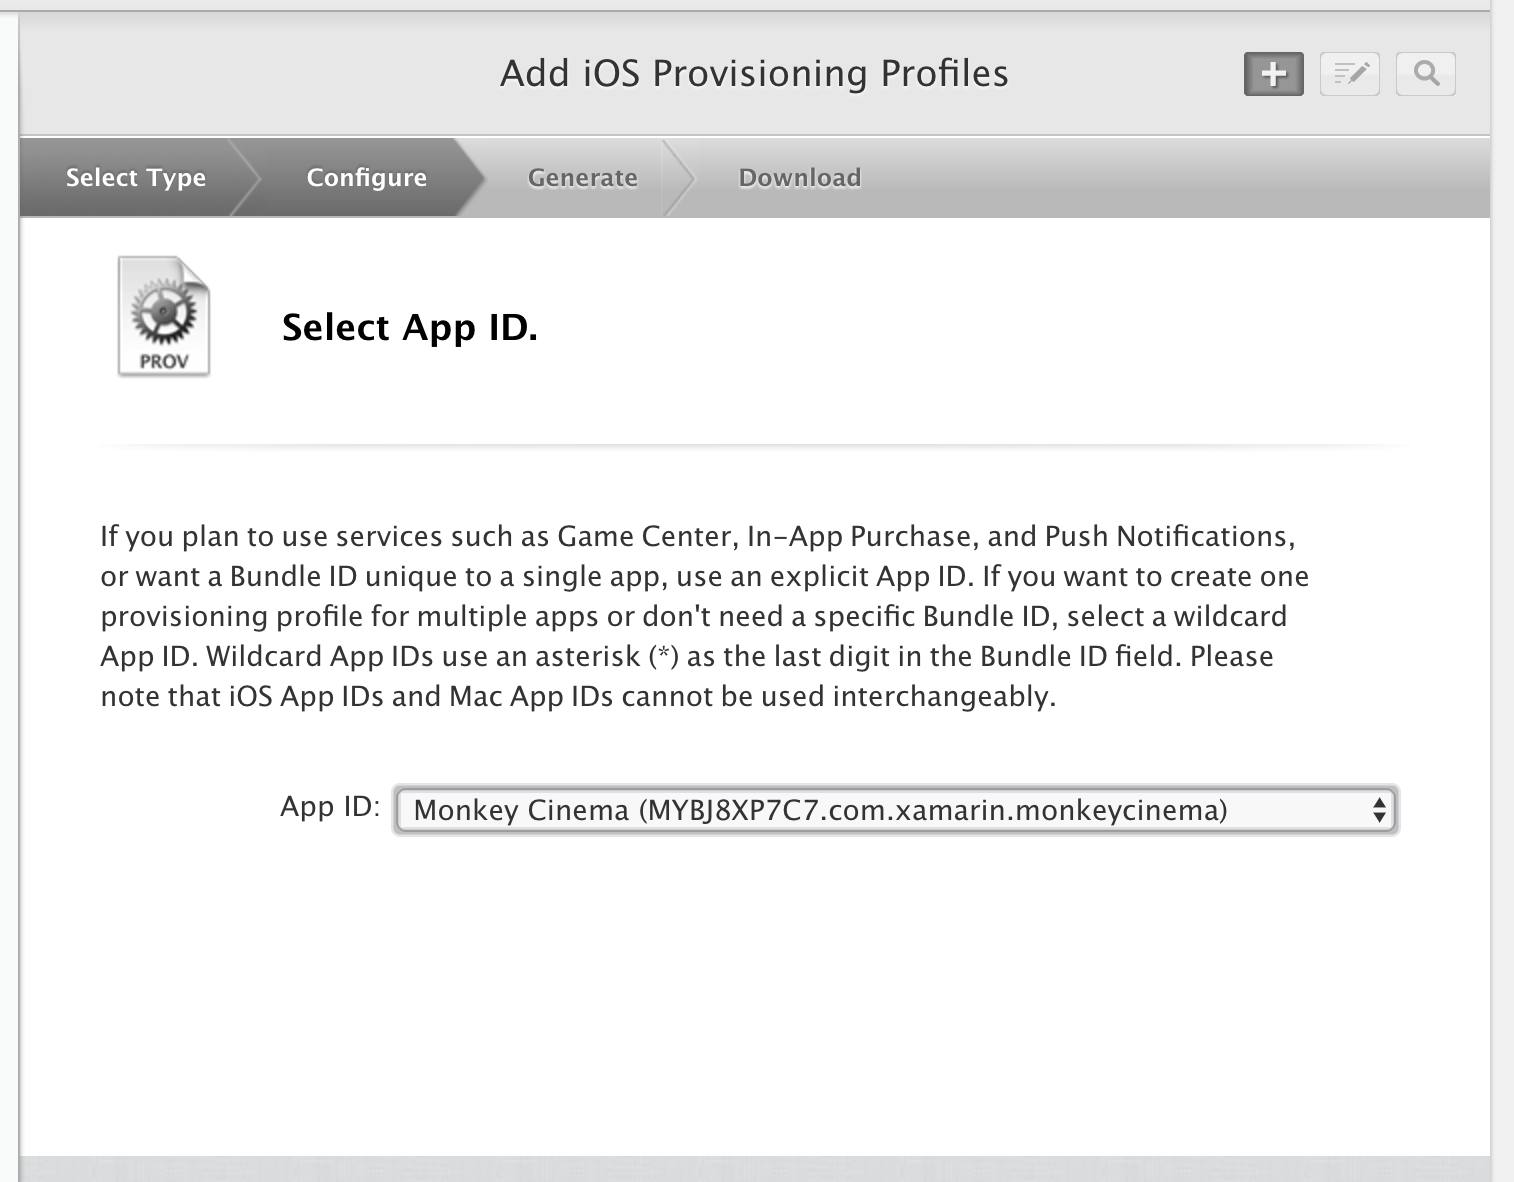 Add iOS Provisioning Profiles
Select Type
Configure
Generate
Download
PROV
Select App ID.
If you plan to use services such as Game Center, In-App Purchase, and Push Notifications,
or want a Bundle ID unique to a single app, use an explicit App ID. If you want to create one
provisioning profile for multiple apps or don't need a specific Bundle ID, select a wildcard
App ID. Wildcard App IDs use an asterisk (*) as the last digit in the Bundle ID field. Please
note that iOS App IDs and Mac App IDs cannot be used interchangeably.
App ID: Monkey Cinema (MYBJ8XP7C7.com.xamarin.monkeycinema)